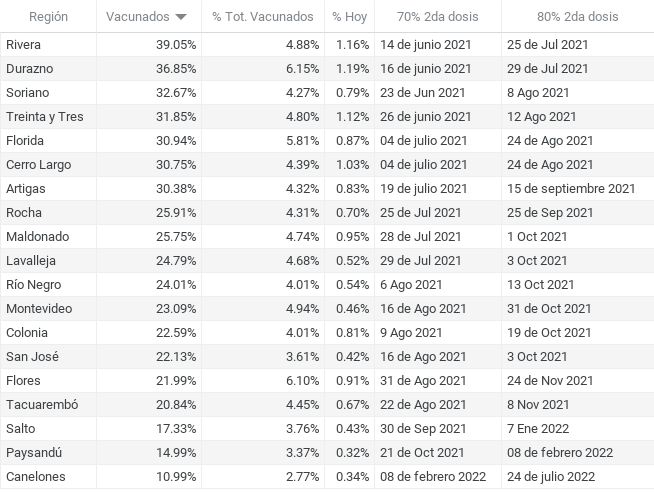 Región Vacunados % Tot. Vacunados % Hoy 70% 2da dosis 80% 2da dosis
Rivera 39.05% 4.88% 1.16% 14 de junio 2021 25 de Jul 2021
Durazno 36.85% 6.15% 1.19% 16 de junio 2021 29 de Jul 2021
Soriano 32.67% 4.27% 0.79% 23 de Jun 2021 8 Ago 2021
Treinta y Tres 31.85% 4.80% 1.12% 26 de junio 2021 12 Ago 2021
Florida 30.94% 5.81% 0.87% 04 de julio 2021 24 de Ago 2021
Cerro Largo 30.75% 4.39% 1.03% 04 de julio 2021 24 de Ago 2021
Artigas 30.38% 4.32% 0.83% 19 de julio 2021 15 de septiembre 2021
Rocha 25.91% 4.31% 0.70% 25 de Jul 2021 25 de Sep 2021
Maldonado 25.75% 4.74% 0.95% 28 de Jul 2021 1 Oct 2021
Lavalleja 24.79% 4.68% 0.52% 29 de Jul 2021 3 Oct 2021
Río Negro 24.01% 4.01% 0.54% 6 Ago 2021 13 Oct 2021
Montevideo 23.09% 4.94% 0.46% 16 de Ago 2021 31 de Oct 2021
Colonia 22.59% 4.01% 0.81% 9 Ago 2021 19 de Oct 2021
San José 22.13% 3.61% 0.42% 16 de Ago 2021 3 Oct 2021
Flores 21.99% 6.10% 0.91% 31 de Ago 2021 24 de Nov 2021
Tacuarembó 20.84% 4.45% 0.67% 22 de Ago 2021 8 Nov 2021
Salto 17.33% 3.76% 0.43% 30 de Sep 2021 7 Ene 2022
Paysandú 14.99% 3.37% 0.32% 21 de Oct 2021 08 de febrero 2022
Canelones 10.99% 2.77% 0.34% 08 de febrero 2022 24 de julio 2022